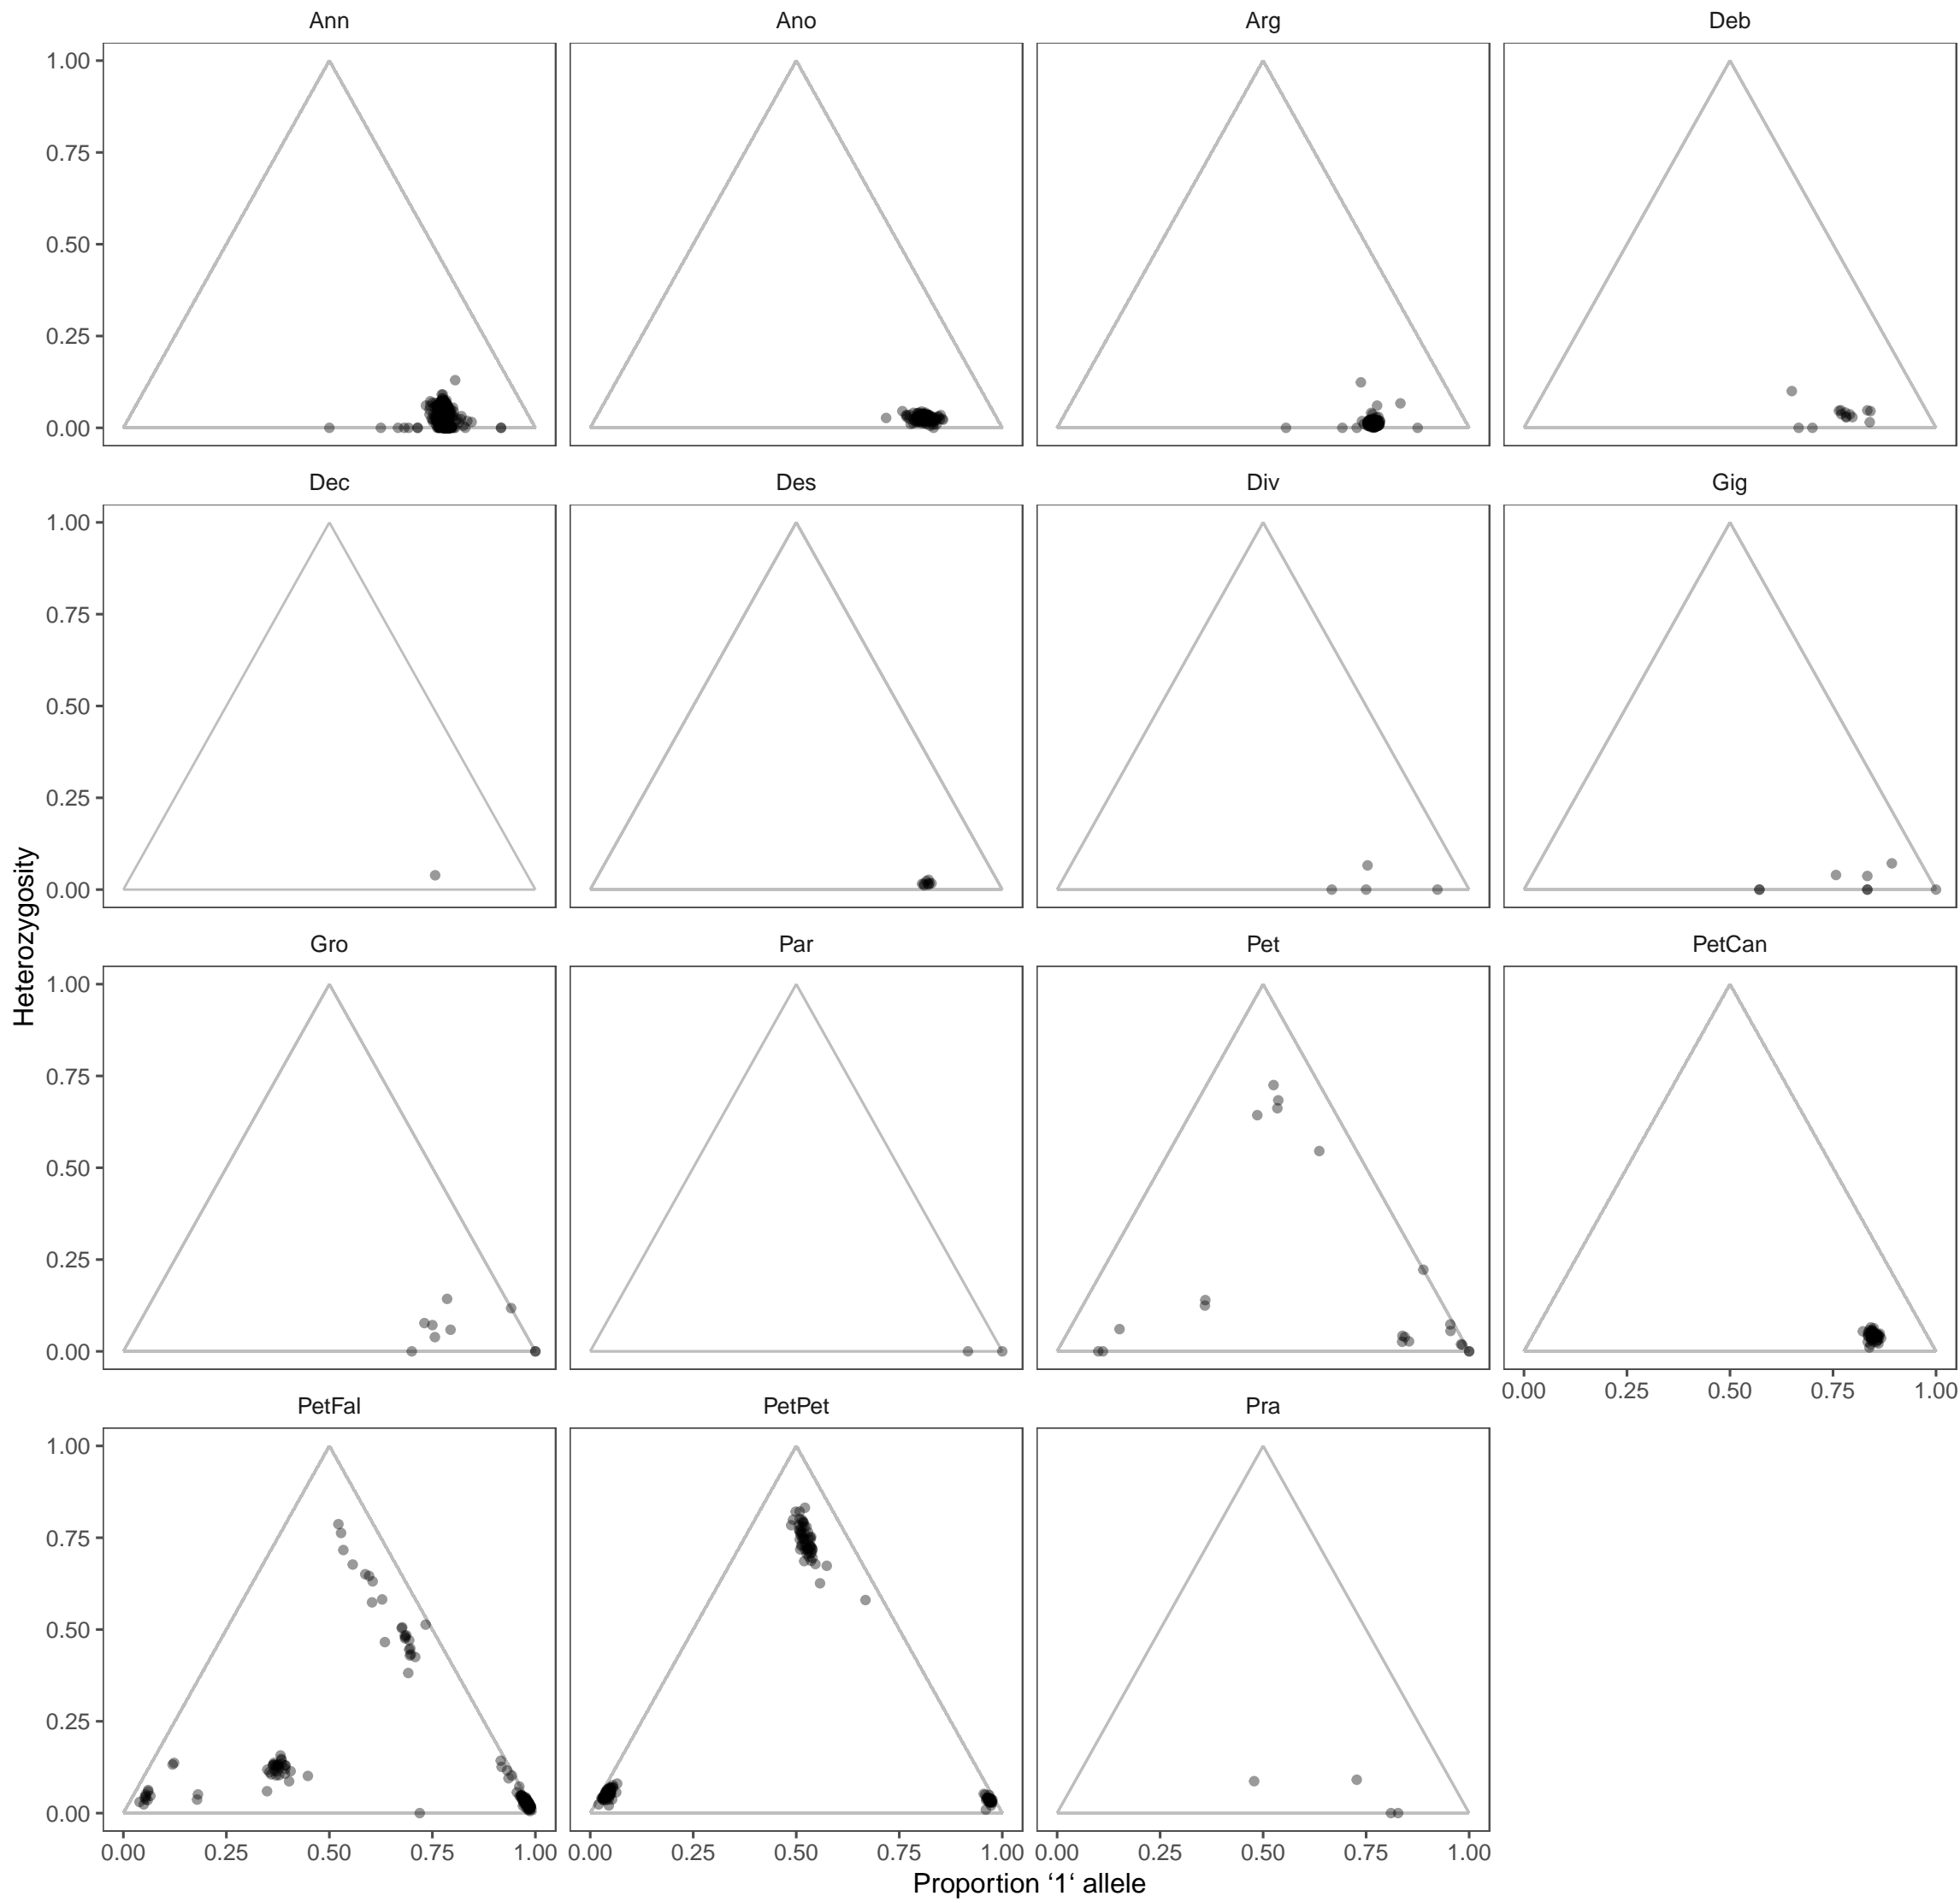 Ann Ano Arg Deb
1.00
0.75
0.50
0.25
0.00
Dec Des Div Gig
1.00
0.75
0.50
0.25
0.00
Heterozygosity
Gro Par Pet PetCan
1.00
0.75
0.50
0.25
0.00
0.00 0.25 0.50 0.75 1.00
PetFal PetPet Pra
1.00
0.75
0.50
0.25
0.00
0.00 0.25 0.50 0.75 1.00 0.00 0.25 0.50 0.75 1.00 0.00 0.25 0.50 0.75 1.00
Proportion ‘1‘ allele